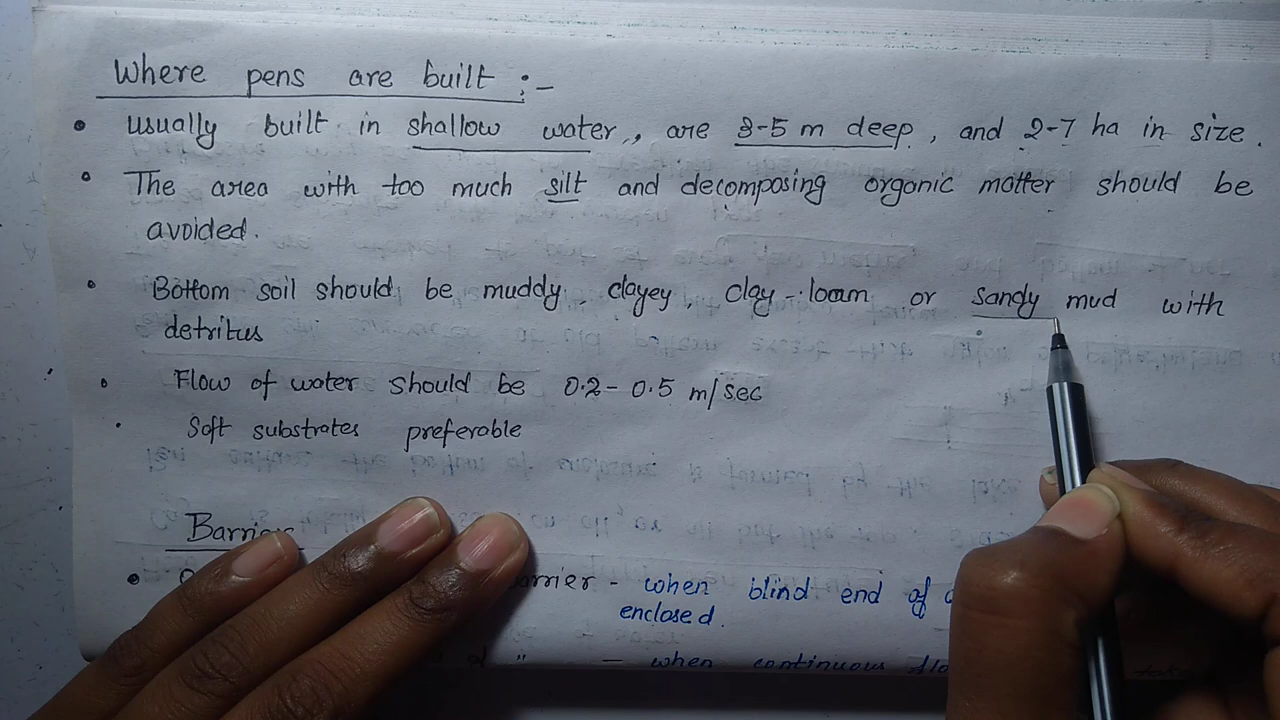 Where pens are built :-
• Usually built in shallow water,, are 3-5 m deep, and 2-7 ha in size.
• The area with too much silt and decomposing organic matter should be
avoided.
• Bottom soil should be muddy, clayey, clay-loam or sandy mud with
detritus
• Flow of water should be 0.2-0.5 m/sec
• Soft substrates preferable
• barrier - when blind end of
enclosed.
" - when continuous